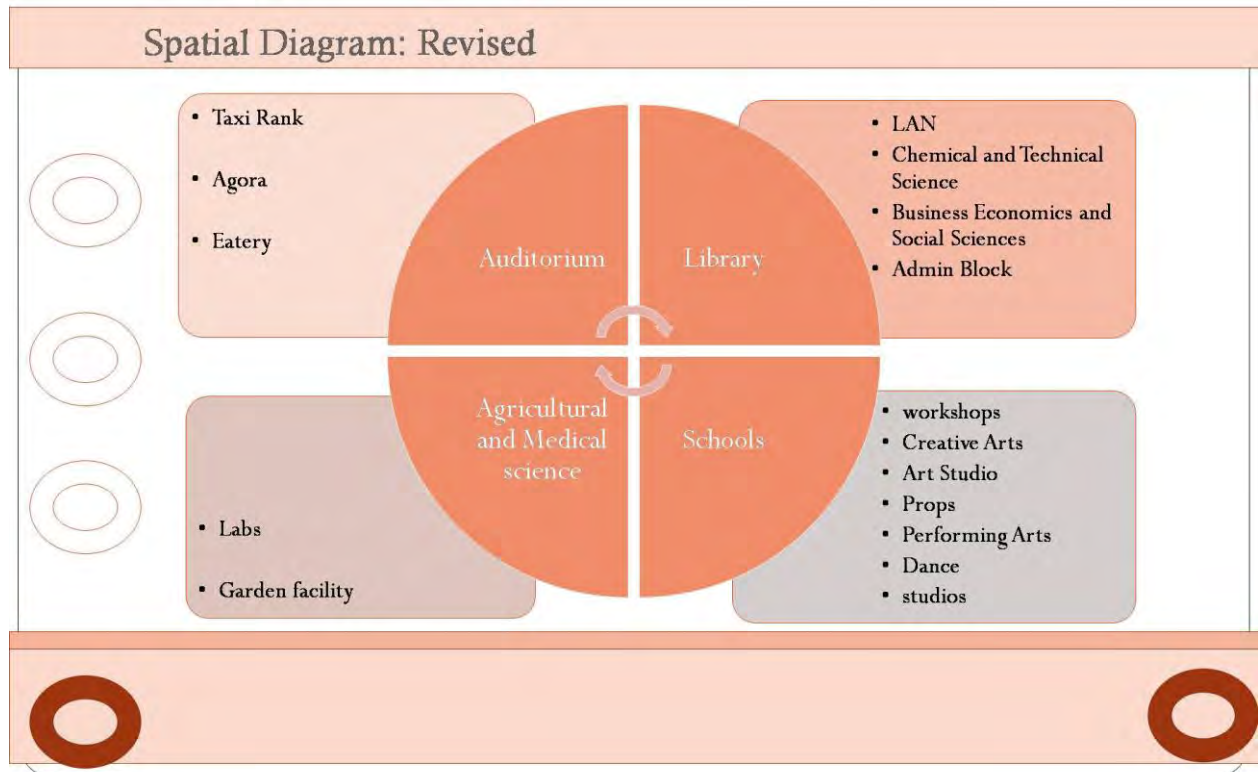 Spatial Diagram: Revised
▪ Taxi Rank
▪ Agora
▪ Eatery
Auditorium
Library
▪ LAN
▪ Chemical and Technical
Science
▪ Business Economics and
Social Sciences
▪ Admin Block
Agricultural
and Medical
science
▪ Labs
▪ Garden facility
Schools
▪ workshops
▪ Creative Arts
▪ Art Studio
▪ Props
▪ Performing Arts
▪ Dance
▪ studios